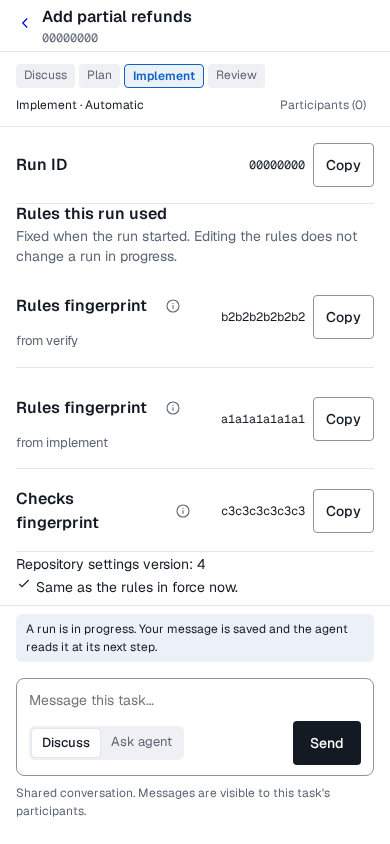 Add partial refunds
00000000
Discuss
Plan
Implement
Review
Implement · Automatic
Participants (0)
Run ID
00000000
Copy
Rules this run used
Fixed when the run started. Editing the rules does not
change a run in progress.
Rules fingerprint
b2b2b2b2b2b2
Copy
from verify
Rules fingerprint
a1a1a1a1a1a1
Copy
from implement
Checks
fingerprint
c3c3c3c3c3c3
Copy
Repository settings version: 4
Same as the rules in force now.
A run is in progress. Your message is saved and the agent
reads it at its next step.
Message this task...
Discuss
Ask agent
Send
Shared conversation. Messages are visible to this task's
participants.